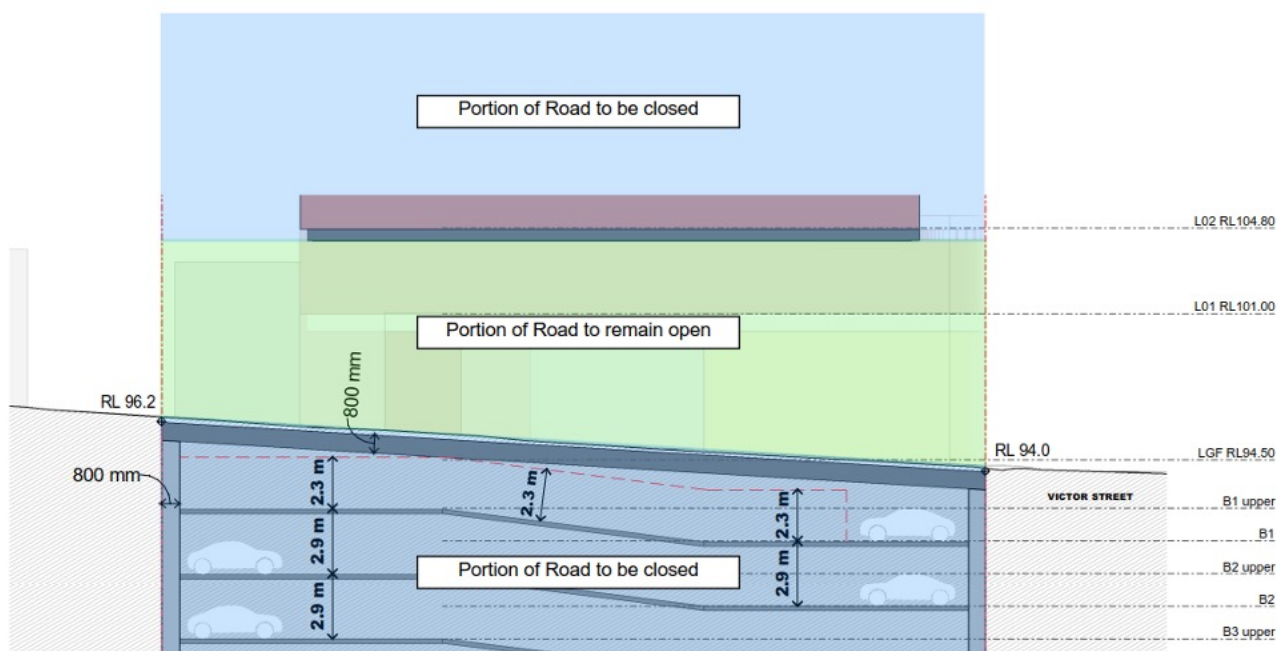 Portion of Road to be closed
L02 RL104.80
L01 RL101.00
Portion of Road to remain open
800 mm
RL 96.2
RL 94.0
LGF RL94.50
800 mm
2.3 m
2.3 m
2.3 m
VICTOR STREET
B1 upper
B1
2.9 m
Portion of Road to be closed
2.9 m
B2 upper
B2
2.9 m
B3 upper